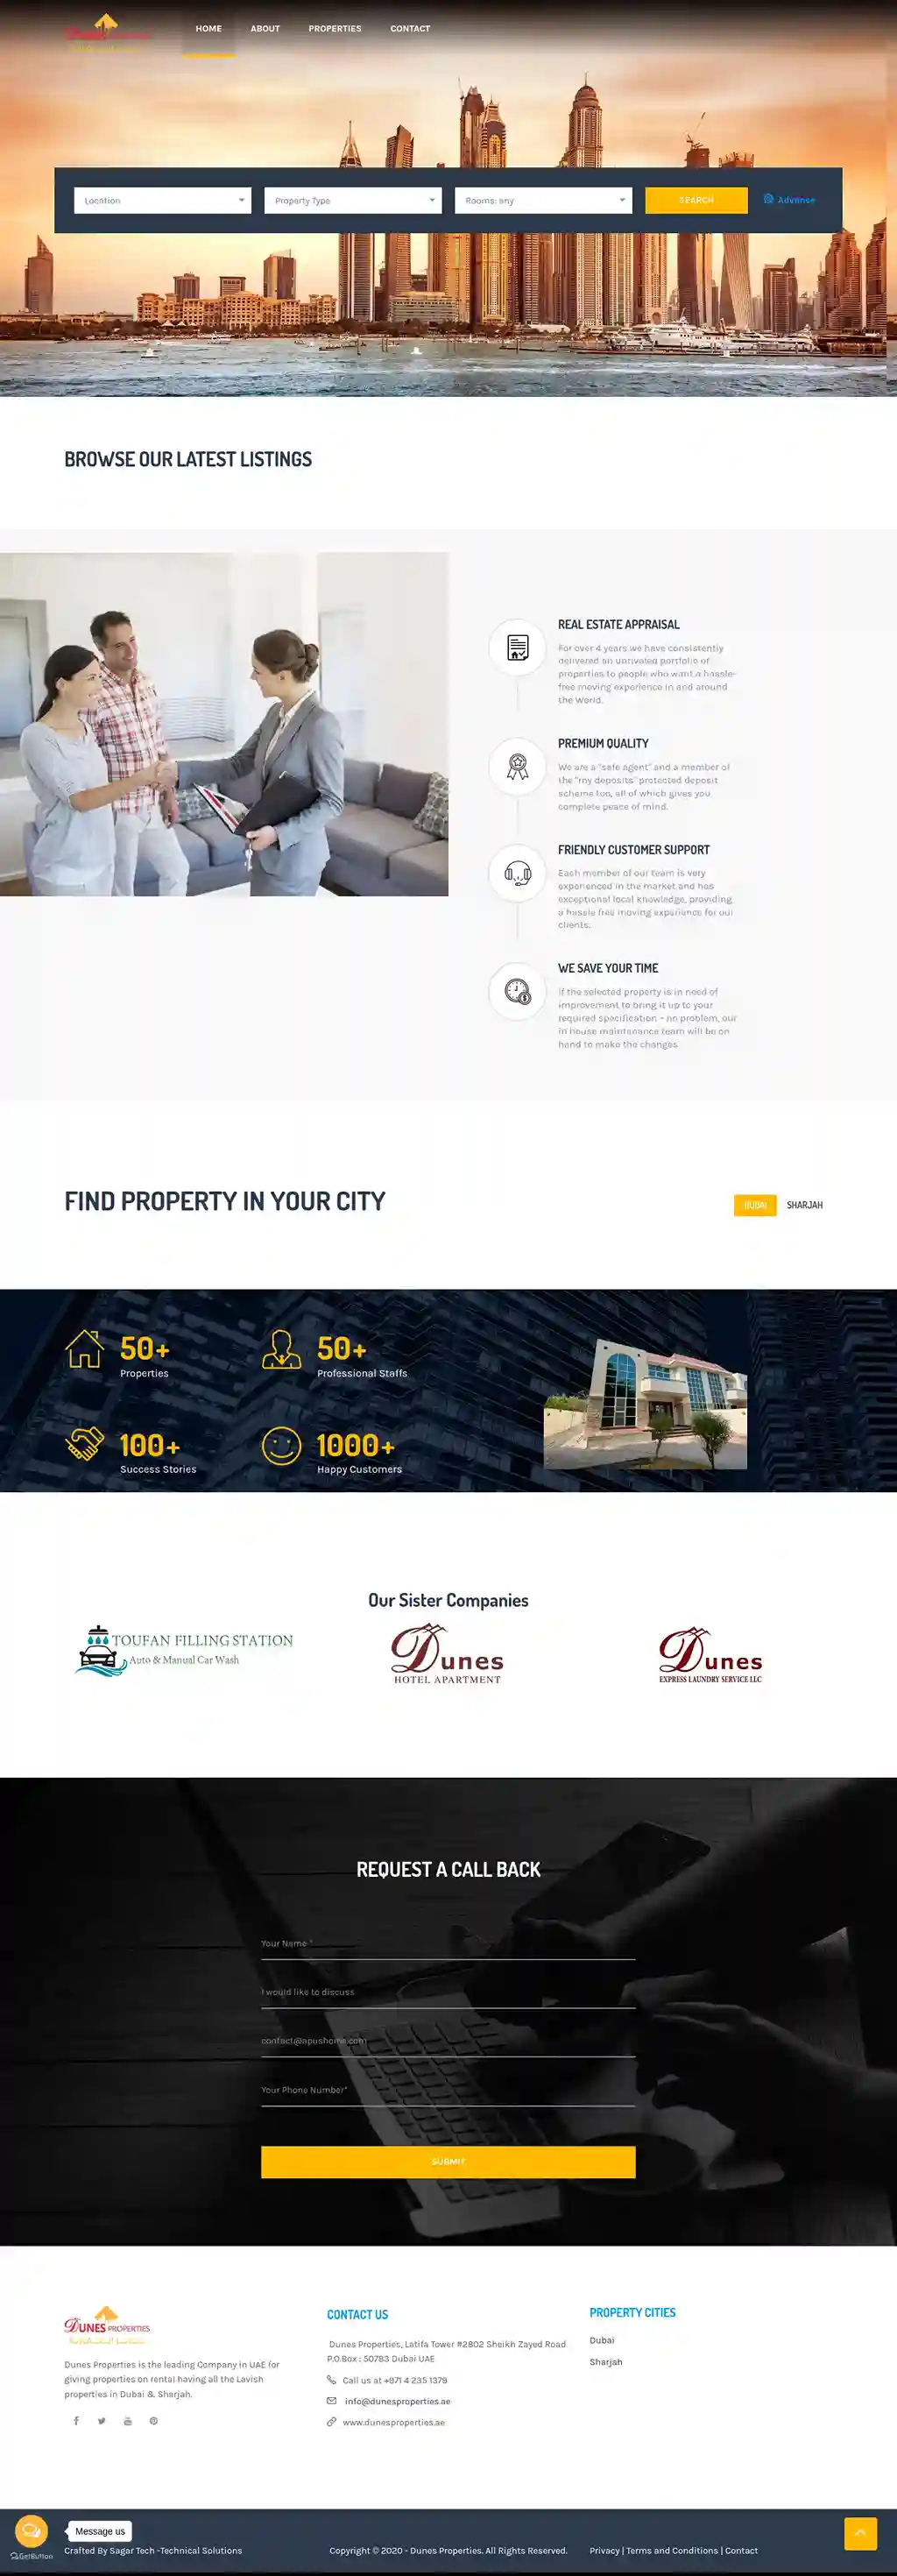 HOME ABOUT PROPERTIES CONTACT
Location Property Type Rooms: any SEARCH Advance
BROWSE OUR LATEST LISTINGS
REAL ESTATE APPRAISAL
For over 4 years we have consistently
delivered an unrivaled portfolio of
properties to people who want a hassle-
free moving experience in and around
the World.
PREMIUM QUALITY
We are a "safe agent" and a member of
the "my deposits" protected deposit
scheme too, all of which gives you
complete peace of mind.
FRIENDLY CUSTOMER SUPPORT
Each member of our team is very
experienced in the market and has
exceptional local knowledge, providing
a hassle free moving experience for our
clients.
WE SAVE YOUR TIME
If the selected property is in need of
improvement to bring it up to your
required specification - no problem, our
in house maintenance team will be on
hand to make the changes
FIND PROPERTY IN YOUR CITY
DUBAI SHARJAH
50+ 50+
Properties Professional Staffs
100+ 1000+
Success Stories Happy Customers
Our Sister Companies
TOUFAN FILLING STATION
Auto & Manual Car Wash
Dunes
HOTEL APARTMENT
Dunes
EXPRESS LAUNDRY SERVICE LLC
REQUEST A CALL BACK
Your Name *
I would like to discuss
contact@apushome.com
Your Phone Number*
SUBMIT
DUNES PROPERTIES
Dunes Properties is the leading Company in UAE for
giving properties on rental having all the Lavish
properties in Dubai & Sharjah.
CONTACT US
Dunes Properties, Latifa Tower #2802 Sheikh Zayed Road
P.O.Box : 50783 Dubai UAE
Call us at +971 4 235 1379
info@dunesproperties.ae
www.dunesproperties.ae
PROPERTY CITIES
Dubai
Sharjah
Message us
GetButton
Crafted By Sagar Tech -Technical Solutions
Copyright © 2020 - Dunes Properties. All Rights Reserved.
Privacy | Terms and Conditions | Contact